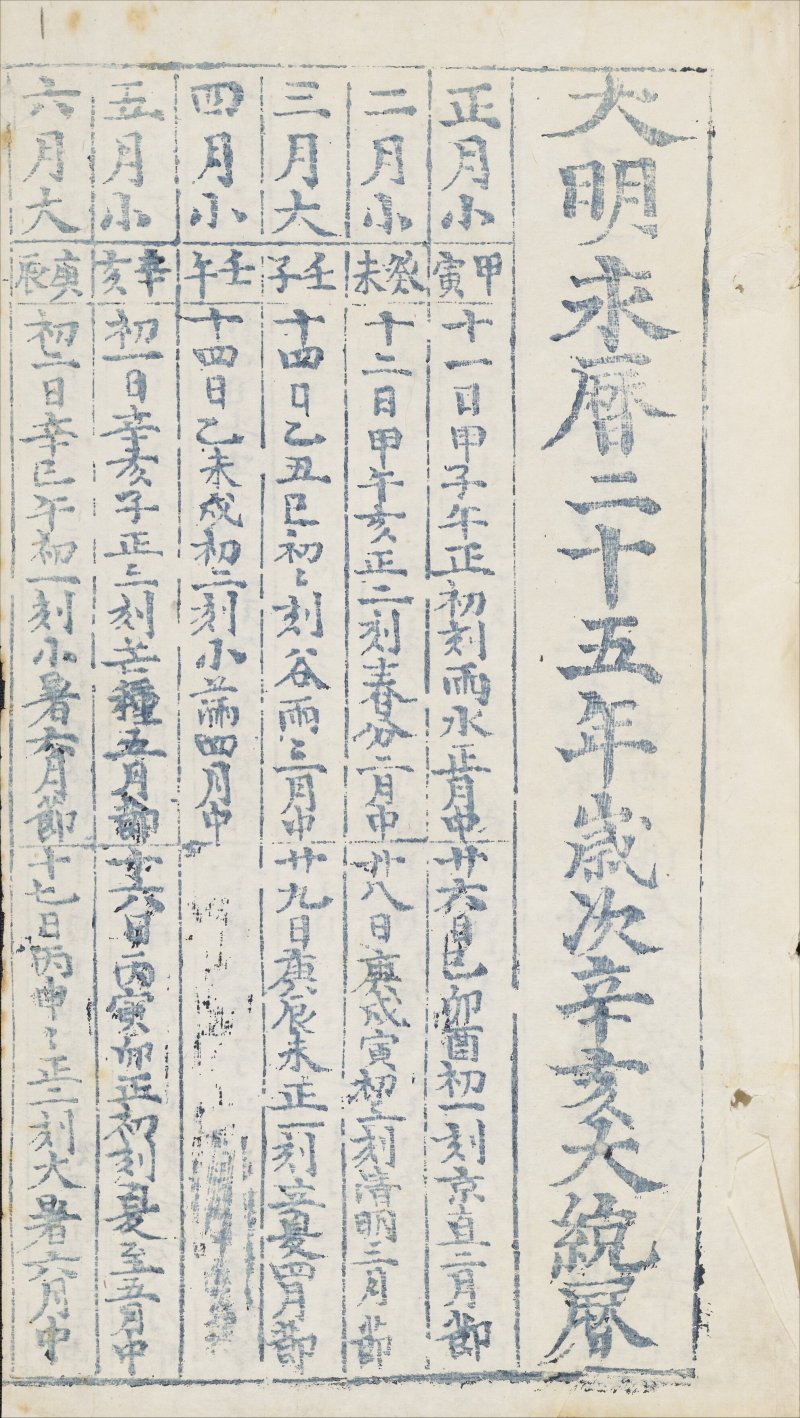 大明永暦二十五年歳次辛亥大統暦
正月小 甲寅 十一日甲子午正初刻雨水正月中 廿六日己卯酉初一刻京直二月節
二月小 癸未 十二日甲午亥正二刻春分二月中 廿八日庚戌寅初三刻清明三月節
三月大 壬子 十四日乙丑巳初〻刻谷雨三月中 廿九日庚辰未正一刻立夏四月節
四月小 壬午 十四日乙未戌初二刻小滿四月中
五月小 辛亥 初一日辛亥子正三刻芒種五月節 十六日丙寅卯正初刻夏至五月中
六月大 庚辰 初二日辛巳午初一刻小暑六月節 十七日丙申〻正二刻大暑六月中